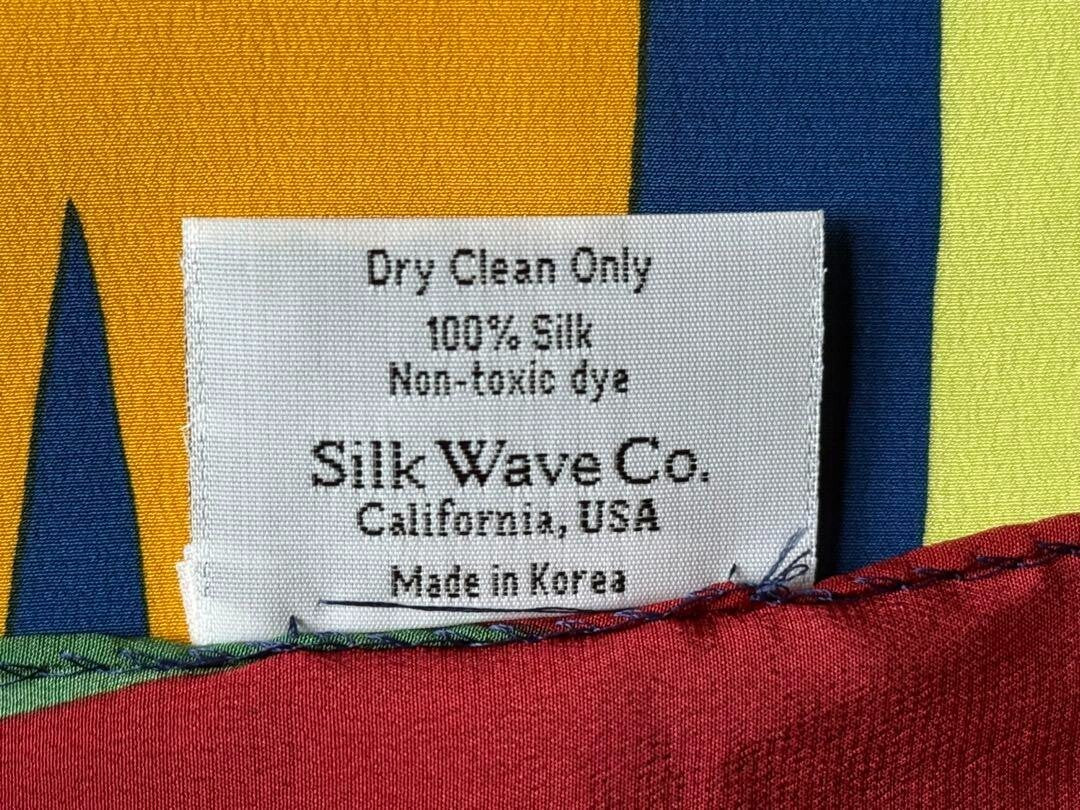 Dry Clean Only
100% Silk
Non-toxic dye
Silk Wave Co.
California, USA
Made in Korea